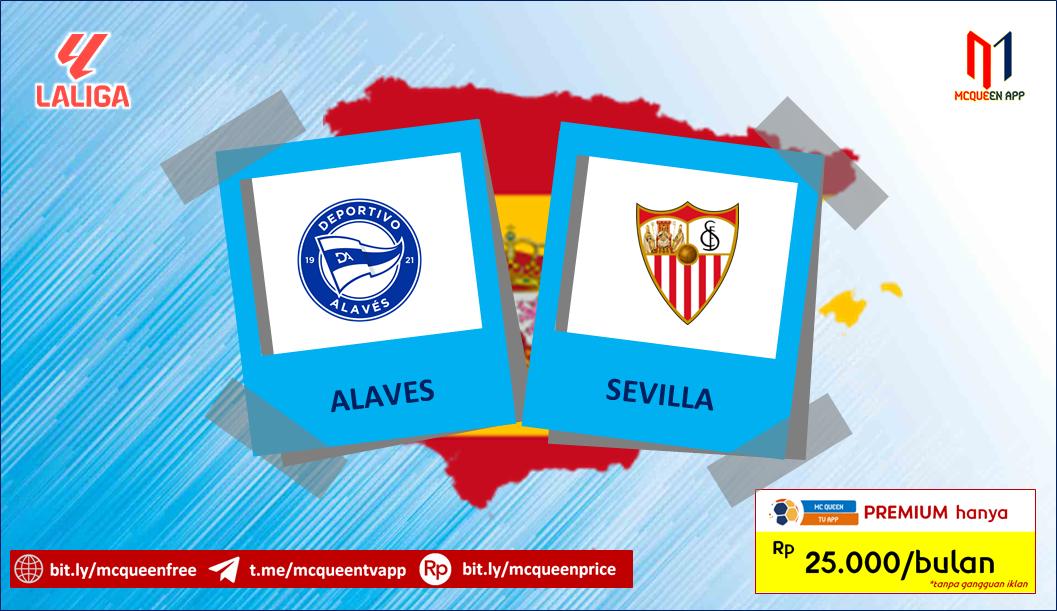 LALIGA
MCQUEEN APP
DEPORTIVO
19 21
DA
ALAVÉS
ALAVES
SEVILLA
MC QUEEN
TV APP
PREMIUM hanya
Rp 25.000/bulan
*tanpa gangguan iklan
bit.ly/mcqueenfree
t.me/mcqueentvapp
Rp bit.ly/mcqueenprice